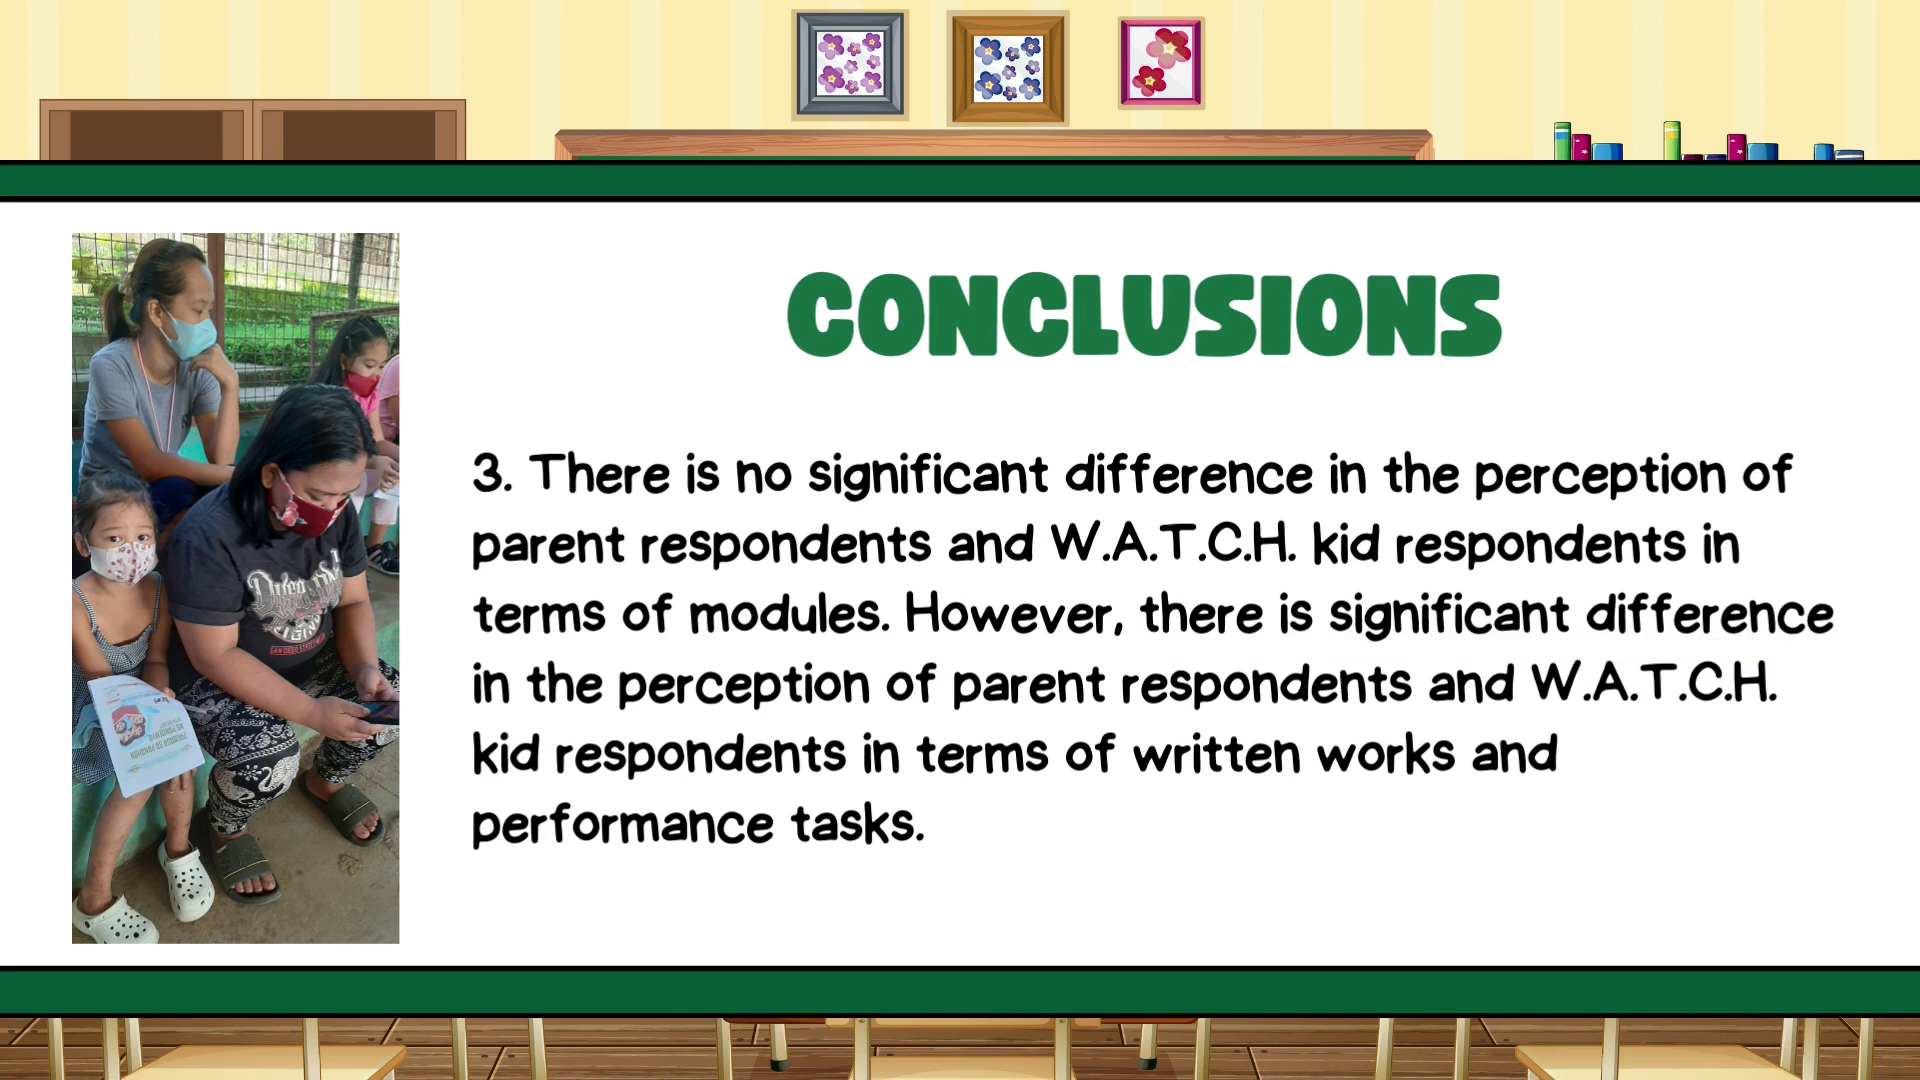 CONCLUSIONS
3. There is no significant difference in the perception of
parent respondents and W.A.T.C.H. kid respondents in
terms of modules. However, there is significant difference
in the perception of parent respondents and W.A.T.C.H.
kid respondents in terms of written works and
performance tasks.